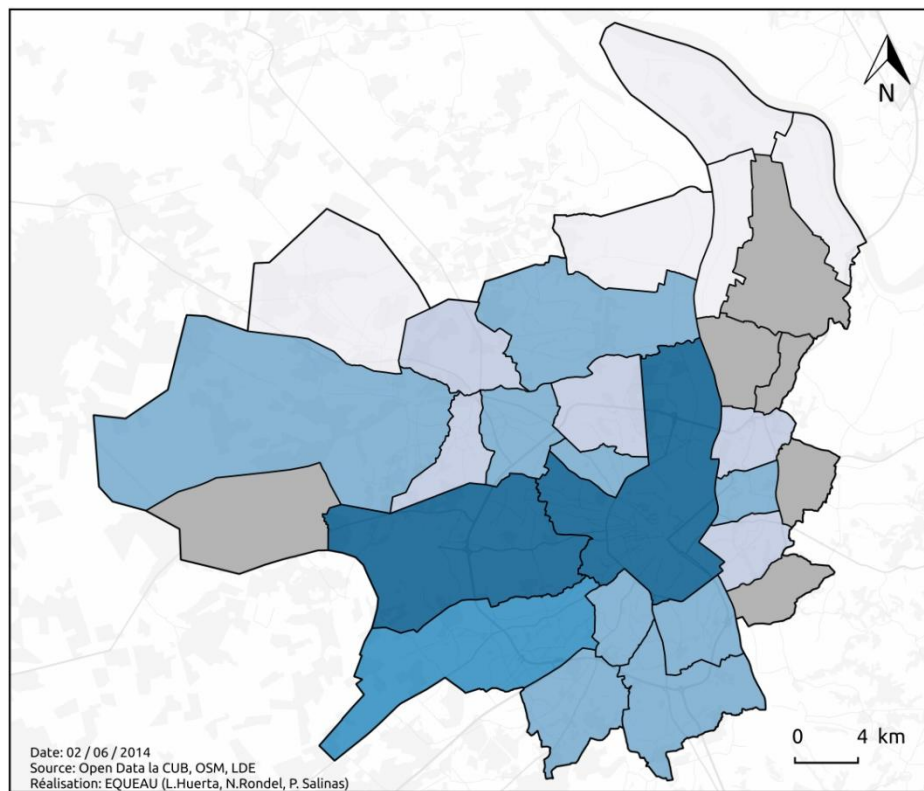 N
0 4 km
Date: 02 / 06 / 2014
Source: Open Data la CUB, OSM, LDE
Réalisation: EQUEAU (L.Huerta, N.Rondel, P. Salinas)